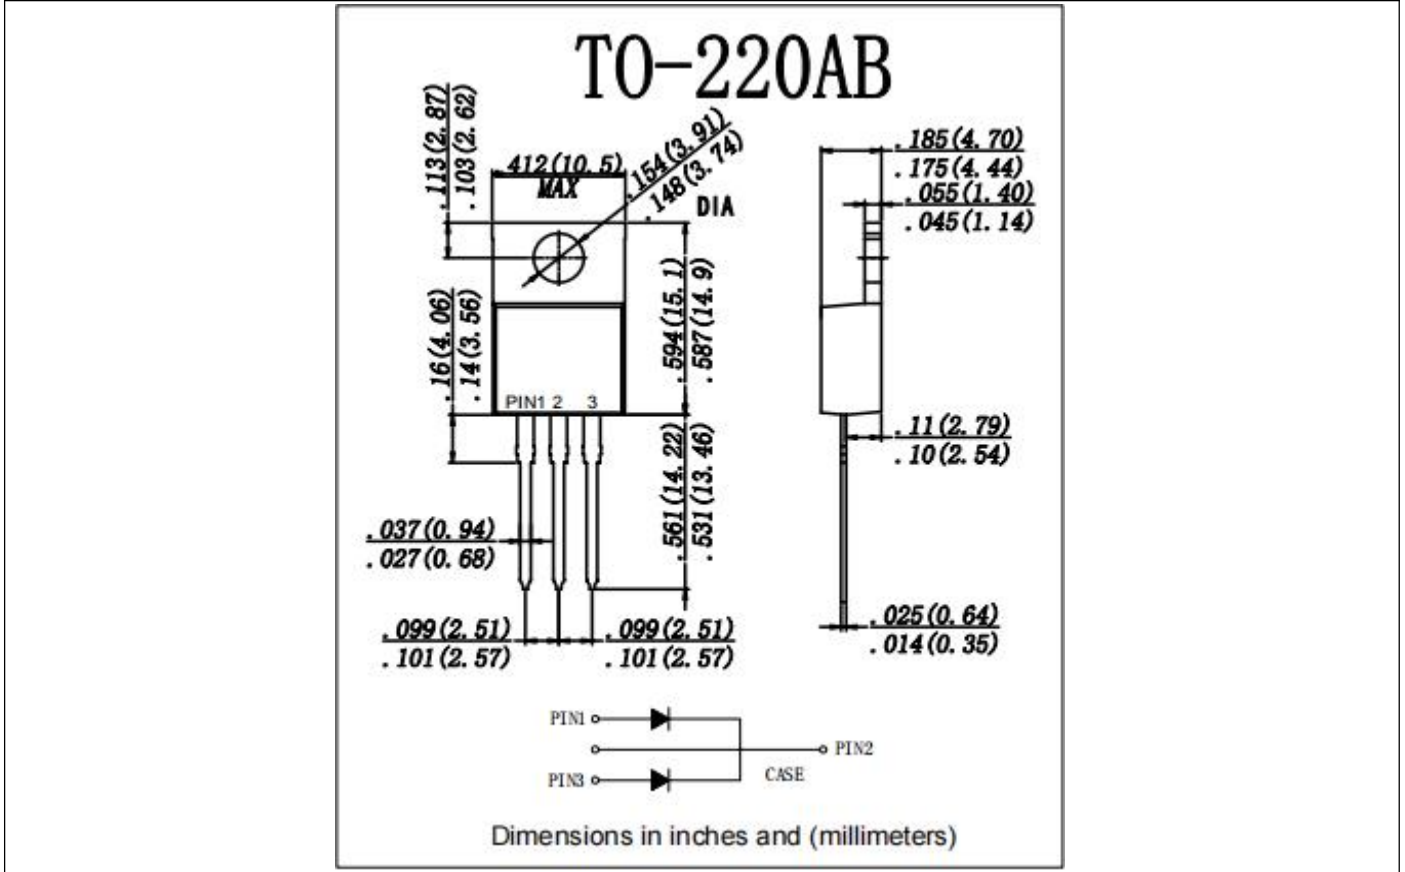 TO-220AB
.113(2.87)
.103(2.62)
.412(10.5)
MAX
.154(3.91)
.148(3.74)
DIA
.185(4.70)
.175(4.44)
.055(1.40)
.045(1.14)
.16(4.06)
.14(3.56)
.594(15.1)
.587(14.9)
PIN1 2 3
.11(2.79)
.10(2.54)
.561(14.22)
.531(13.46)
.037(0.94)
.027(0.68)
.099(2.51)
.101(2.57)
.099(2.51)
.101(2.57)
.025(0.64)
.014(0.35)
PIN1
PIN2
PIN3
CASE
Dimensions in inches and (millimeters)